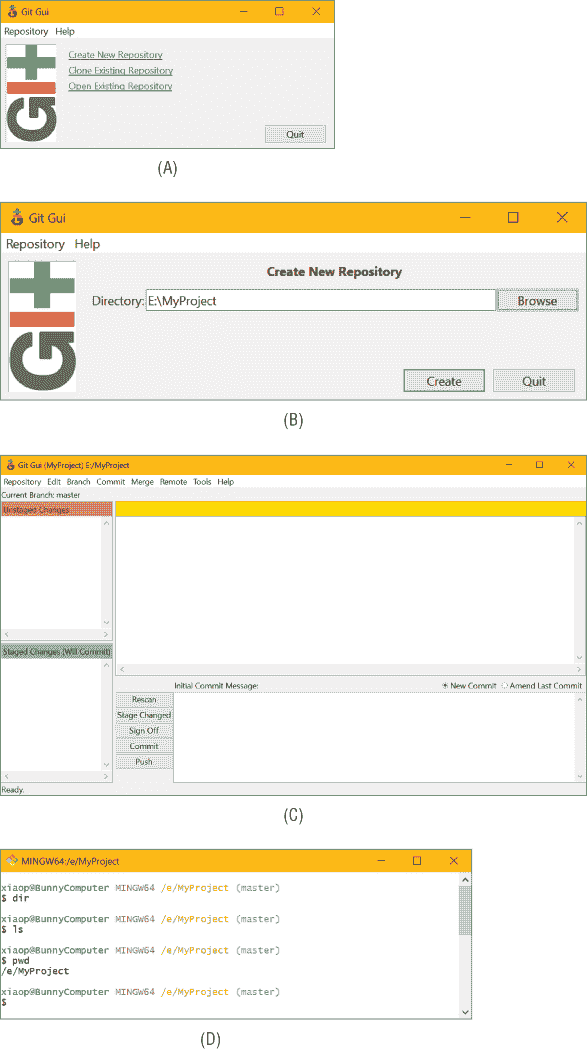 Git Gui
Repository Help
GIT
Create New Repository
Clone Existing Repository
Open Existing Repository
Quit
(A)
Git Gui
Repository Help
GIT
Create New Repository
Directory: E:\MyProject Browse
Create Quit
(B)
Git Gui (MyProject) E:/MyProject
Repository Edit Branch Commit Merge Remote Tools Help
Current Branch: master
Unstaged Changes
Staged Changes (Will Commit)
Initial Commit Message: New Commit Amend Last Commit
Rescan
Stage Changed
Sign Off
Commit
Push
Ready.
(C)
MINGW64:/e/MyProject
xiaop@BunnyComputer MINGW64 /e/MyProject (master)
$ dir
xiaop@BunnyComputer MINGW64 /e/MyProject (master)
$ ls
xiaop@BunnyComputer MINGW64 /e/MyProject (master)
$ pwd
/e/MyProject
xiaop@BunnyComputer MINGW64 /e/MyProject (master)
$
(D)